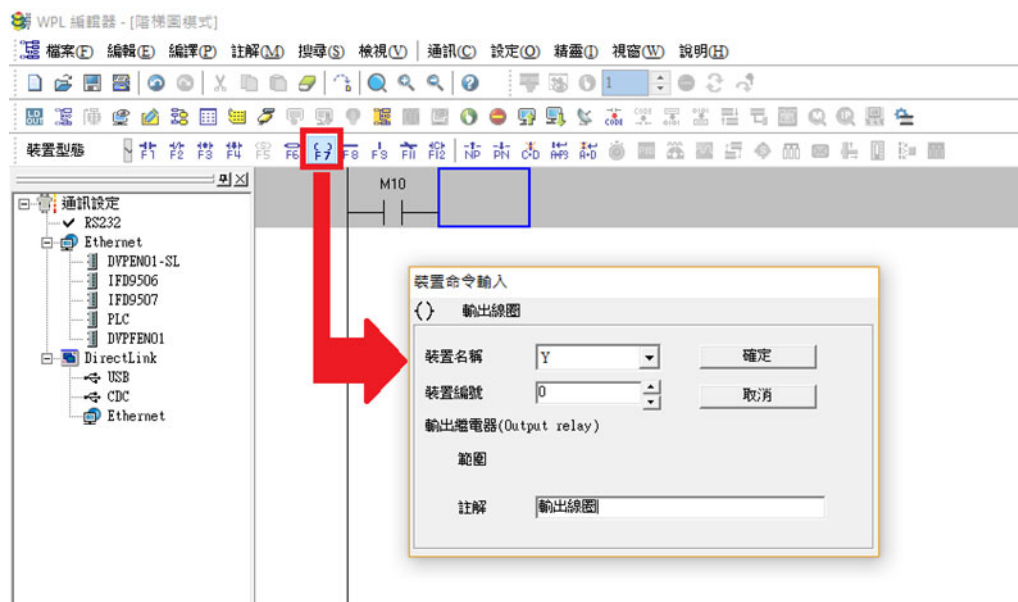 WPL 編輯器 - [階梯圖模式]
檔案(F) 編輯(E) 編譯(P) 註解(M) 搜尋(S) 檢視(V) 通訊(C) 設定(O) 精靈(I) 視窗(W) 說明(H)
1
LD OUT CODE CODE
裝置型態 F1 F2 F3 F4 F5 F6 F7 F8 F9 F11 F12 NP PN C+D A+D
通訊設定
RS232
Ethernet
DVPEN01-SL
IFD9506
IFD9507
PLC
DVPFEN01
DirectLink
USB
CDC
Ethernet
M10
裝置命令輸入
輸出線圈
裝置名稱 Y 確定
裝置編號 0 取消
輸出繼電器(Output relay)
範圍
註解 輸出線圈